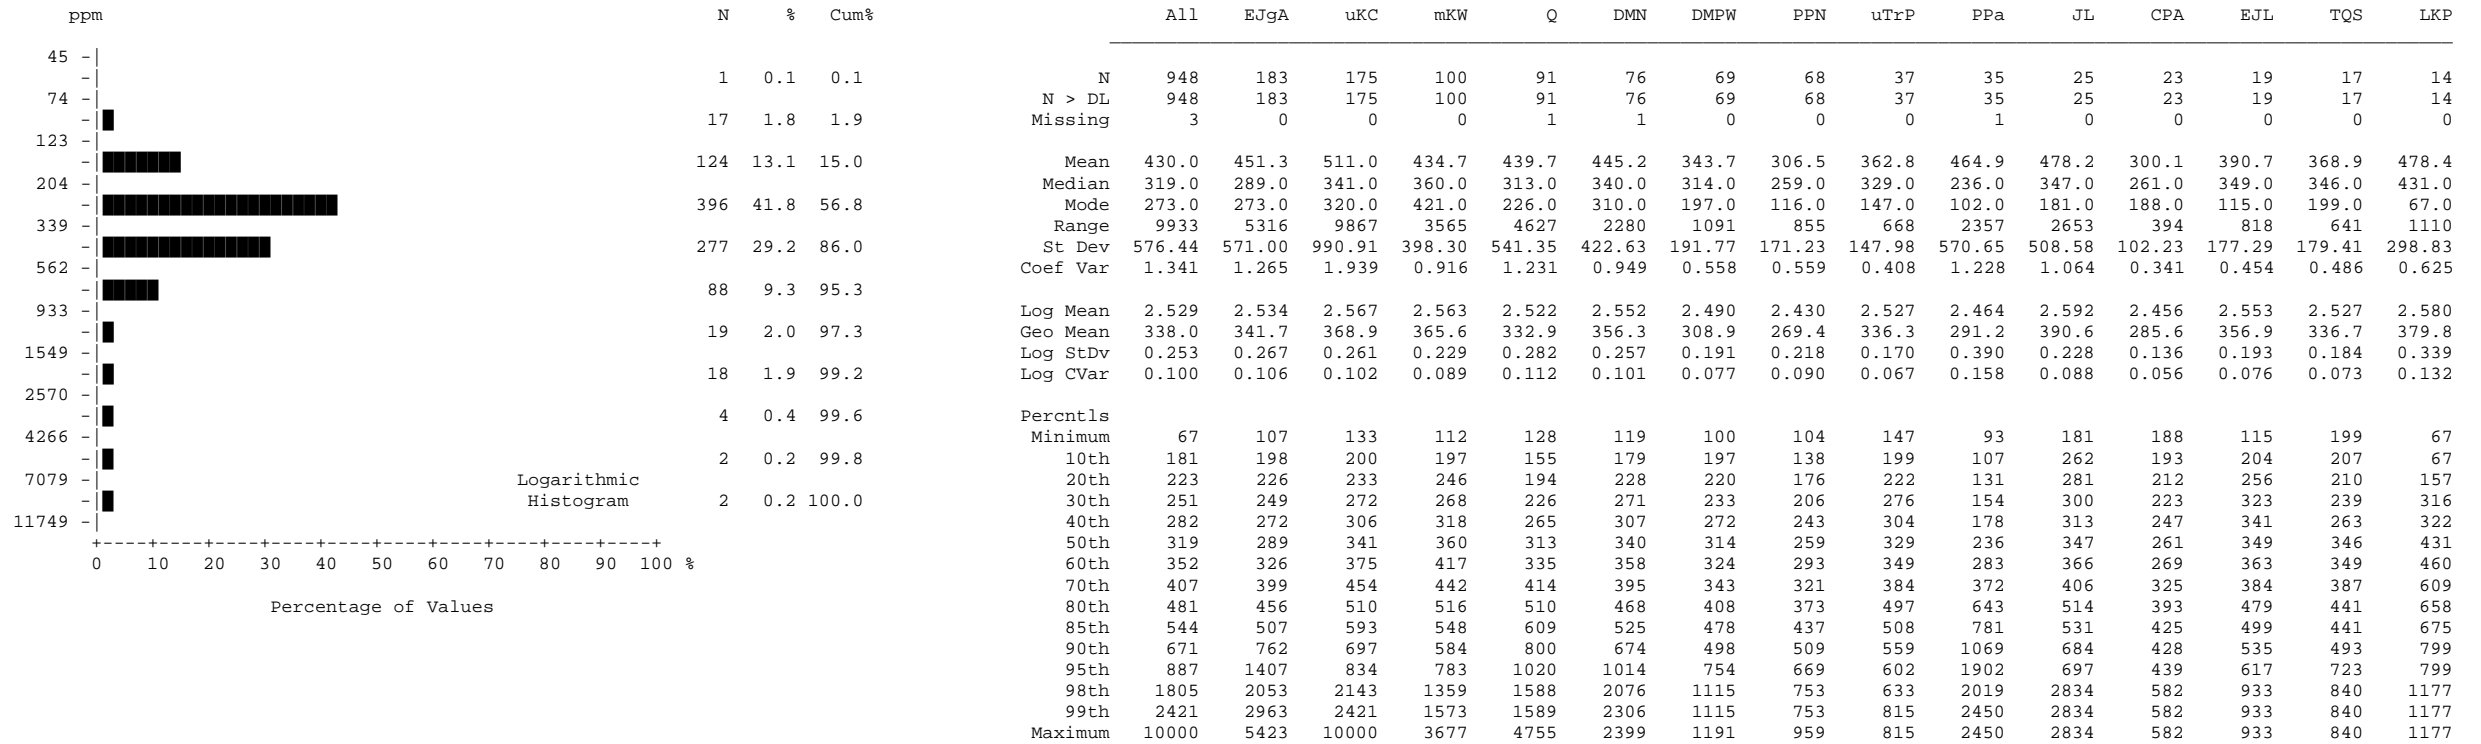 ppm N % Cum% All EJgA uKC mKW Q DMN DMPW PPN uTrP PPa JL CPA EJL TQS LKP
45 -|
-| 1 0.1 0.1 N 948 183 175 100 91 76 69 68 37 35 25 23 19 17 14
74 -| N > DL 948 183 175 100 91 76 69 68 37 35 25 23 19 17 14
-| 17 1.8 1.9 Missing 3 0 0 0 1 1 0 0 0 1 0 0 0 0 0
123 -|
-| 124 13.1 15.0 Mean 430.0 451.3 511.0 434.7 439.7 445.2 343.7 306.5 362.8 464.9 478.2 300.1 390.7 368.9 478.4
204 -| Median 319.0 289.0 341.0 360.0 313.0 340.0 314.0 259.0 329.0 236.0 347.0 261.0 349.0 346.0 431.0
-| 396 41.8 56.8 Mode 273.0 273.0 320.0 421.0 226.0 310.0 197.0 116.0 147.0 102.0 181.0 188.0 115.0 199.0 67.0
339 -| Range 9933 5316 9867 3565 4627 2280 1091 855 668 2357 2653 394 818 641 1110
-| 277 29.2 86.0 St Dev 576.44 571.00 990.91 398.30 541.35 422.63 191.77 171.23 147.98 570.65 508.58 102.23 177.29 179.41 298.83
562 -| Coef Var 1.341 1.265 1.939 0.916 1.231 0.949 0.558 0.559 0.408 1.228 1.064 0.341 0.454 0.486 0.625
-| 88 9.3 95.3
933 -| Log Mean 2.529 2.534 2.567 2.563 2.522 2.552 2.490 2.430 2.527 2.464 2.592 2.456 2.553 2.527 2.580
-| 19 2.0 97.3 Geo Mean 338.0 341.7 368.9 365.6 332.9 356.3 308.9 269.4 336.3 291.2 390.6 285.6 356.9 336.7 379.8
1549 -| Log StDv 0.253 0.267 0.261 0.229 0.282 0.257 0.191 0.218 0.170 0.390 0.228 0.136 0.193 0.184 0.339
-| 18 1.9 99.2 Log CVar 0.100 0.106 0.102 0.089 0.112 0.101 0.077 0.090 0.067 0.158 0.088 0.056 0.076 0.073 0.132
2570 -|
-| 4 0.4 99.6 Percntls
4266 -| Minimum 67 107 133 112 128 119 100 104 147 93 181 188 115 199 67
-| 2 0.2 99.8 10th 181 198 200 197 155 179 197 138 199 107 262 193 204 207 67
7079 -| Logarithmic 20th 223 226 233 246 194 228 220 176 222 131 281 212 256 210 157
-| Histogram 2 0.2 100.0 30th 251 249 272 268 226 271 233 206 276 154 300 223 323 239 316
11749 -| 40th 282 272 306 318 265 307 272 243 304 178 313 247 341 263 322
+----+----+----+----+----+----+----+----+----+----+ 50th 319 289 341 360 313 340 314 259 329 236 347 261 349 346 431
0 10 20 30 40 50 60 70 80 90 100 % 60th 352 326 375 417 335 358 324 293 349 283 366 269 363 349 460
70th 407 399 454 442 414 395 343 321 384 372 406 325 384 387 609
Percentage of Values 80th 481 456 510 516 510 468 408 373 497 643 514 393 479 441 658
85th 544 507 593 548 609 525 478 437 508 781 531 425 499 441 675
90th 671 762 697 584 800 674 498 509 559 1069 684 428 535 493 799
95th 887 1407 834 783 1020 1014 754 669 602 1902 697 439 617 723 799
98th 1805 2053 2143 1359 1588 2076 1115 753 633 2019 2834 582 933 840 1177
99th 2421 2963 2421 1573 1589 2306 1115 753 815 2450 2834 582 933 840 1177
Maximum 10000 5423 10000 3677 4755 2399 1191 959 815 2450 2834 582 933 840 1177